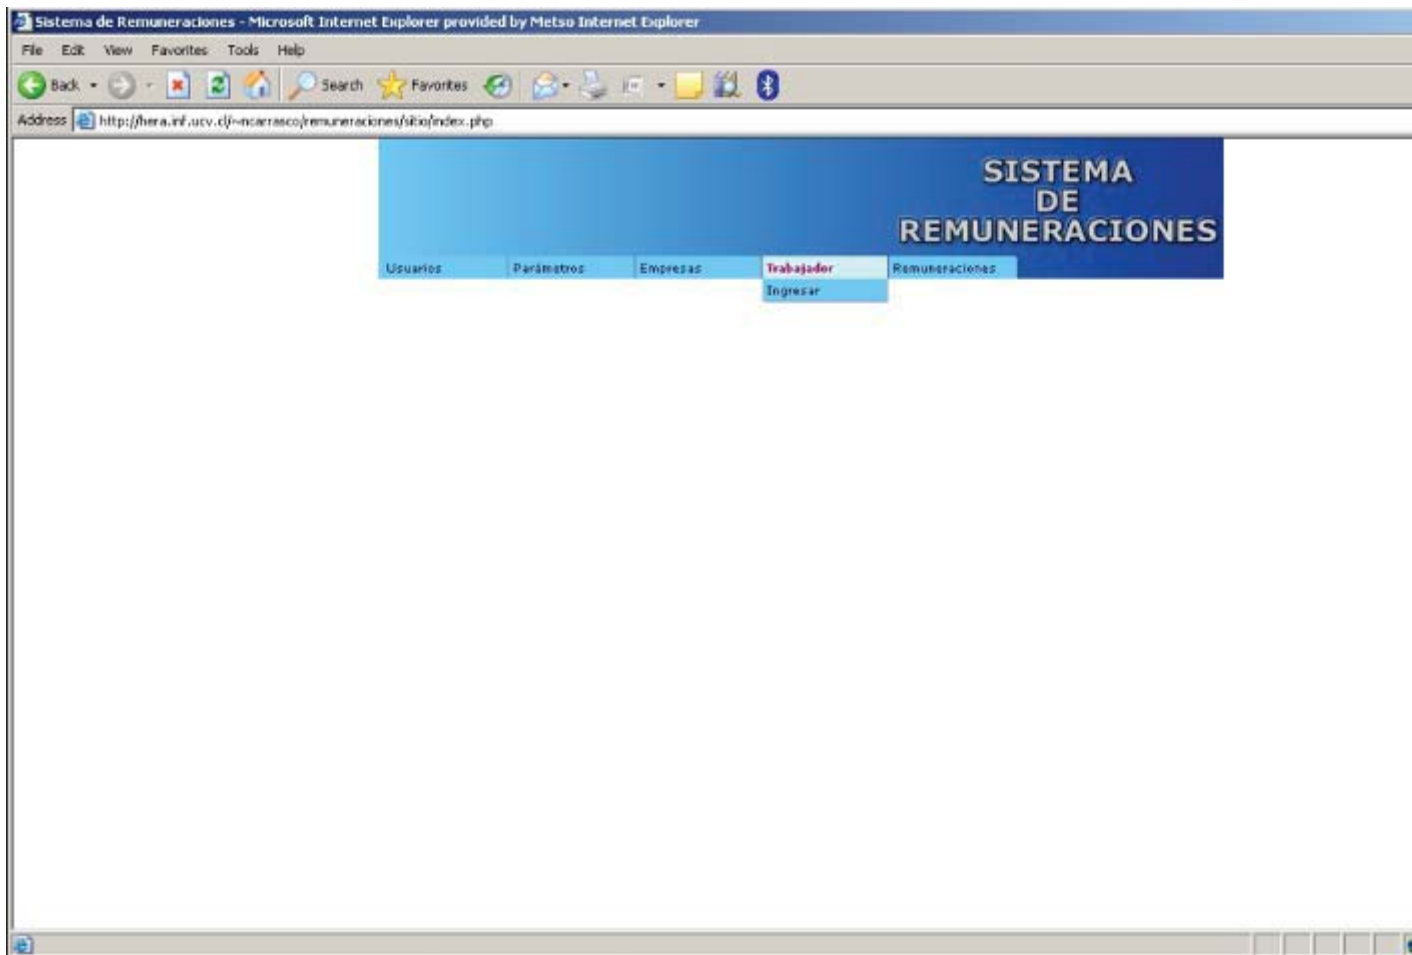 Sistema de Remuneraciones - Microsoft Internet Explorer provided by Metso Internet Explorer
File Edit View Favorites Tools Help
Back Search Favorites
Address http://hera.inf.ucv.cl/~ncarrasco/remuneraciones/sitio/index.php
SISTEMA
DE
REMUNERACIONES
Usuarios Parámetros Empresas Trabajador Remuneraciones
Ingresar